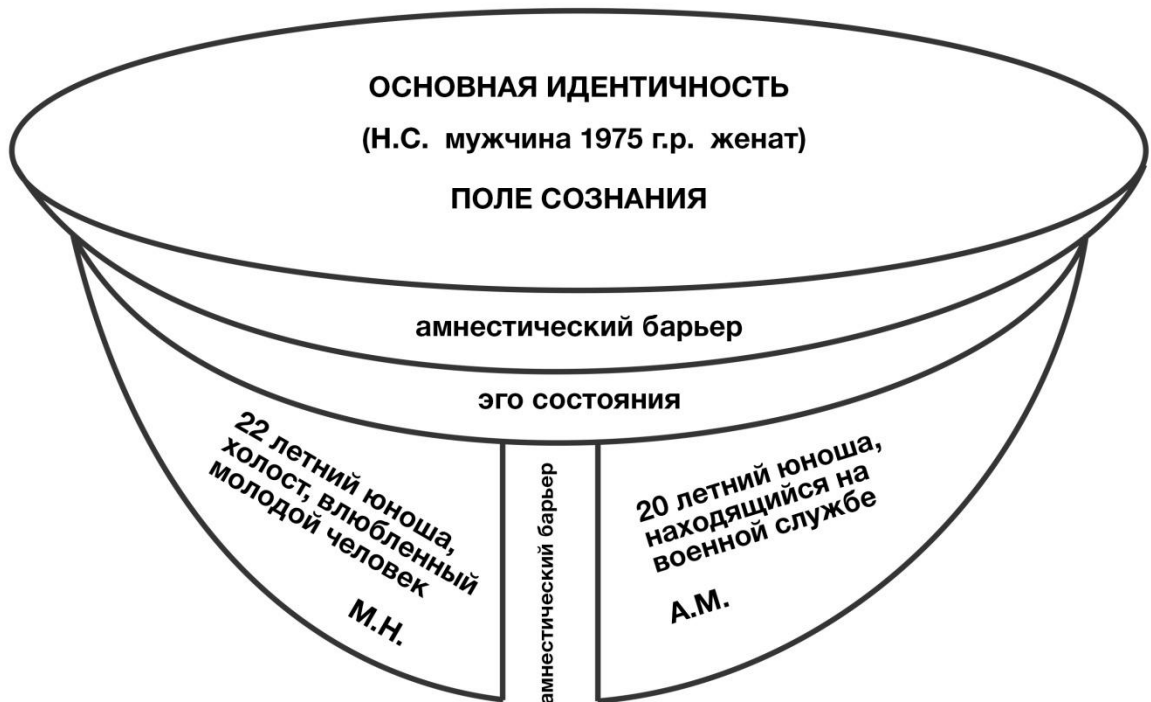 ОСНОВНАЯ ИДЕНТИЧНОСТЬ
(Н.С. мужчина 1975 г.р. женат)
ПОЛЕ СОЗНАНИЯ
амнестический барьер
эго состояния
22 летний юноша,
холост, влюбленный
молодой человек
М.Н.
амнестический барьер
20 летний юноша,
находящийся на
военной службе
А.М.